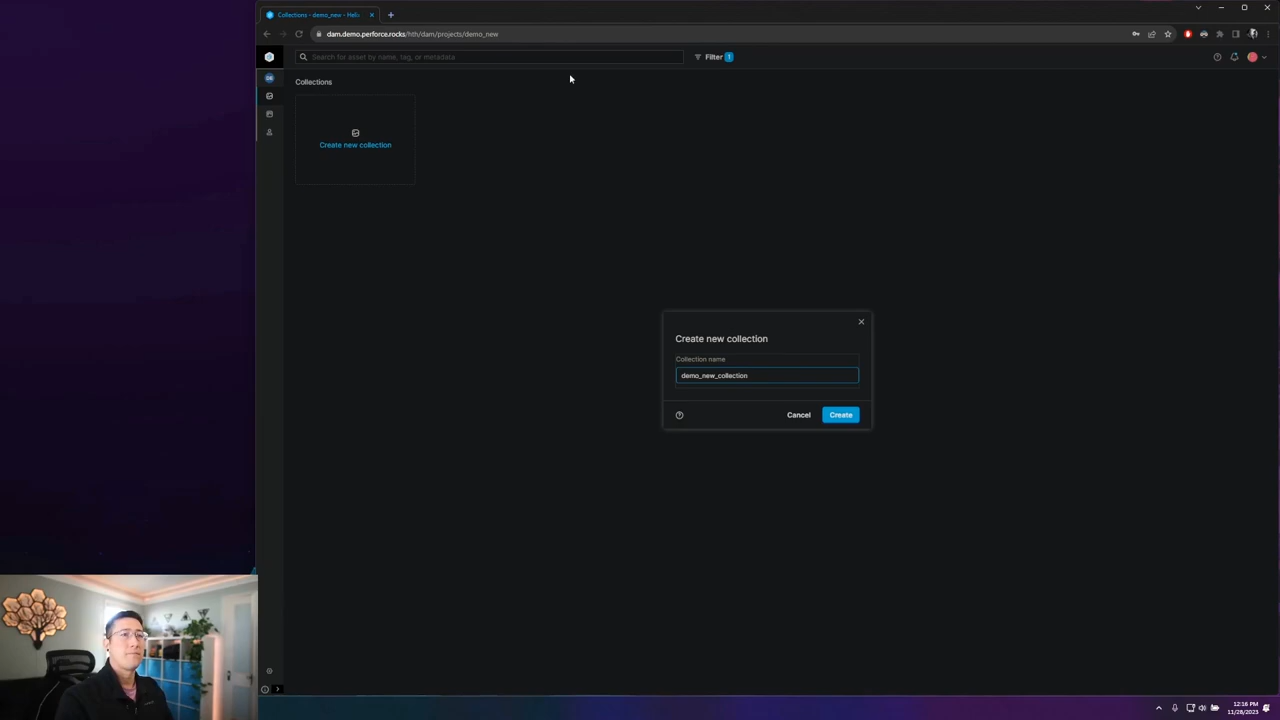 Collections - demo_new - Heli
dam.demo.perforce.rocks/hth/dam/projects/demo_new
Search for asset by name, tag, or metadata
Filter 1
DE
Collections
Create new collection
Create new collection
Collection name
demo_new_collection
Cancel
Create
12:16 PM
11/28/2023